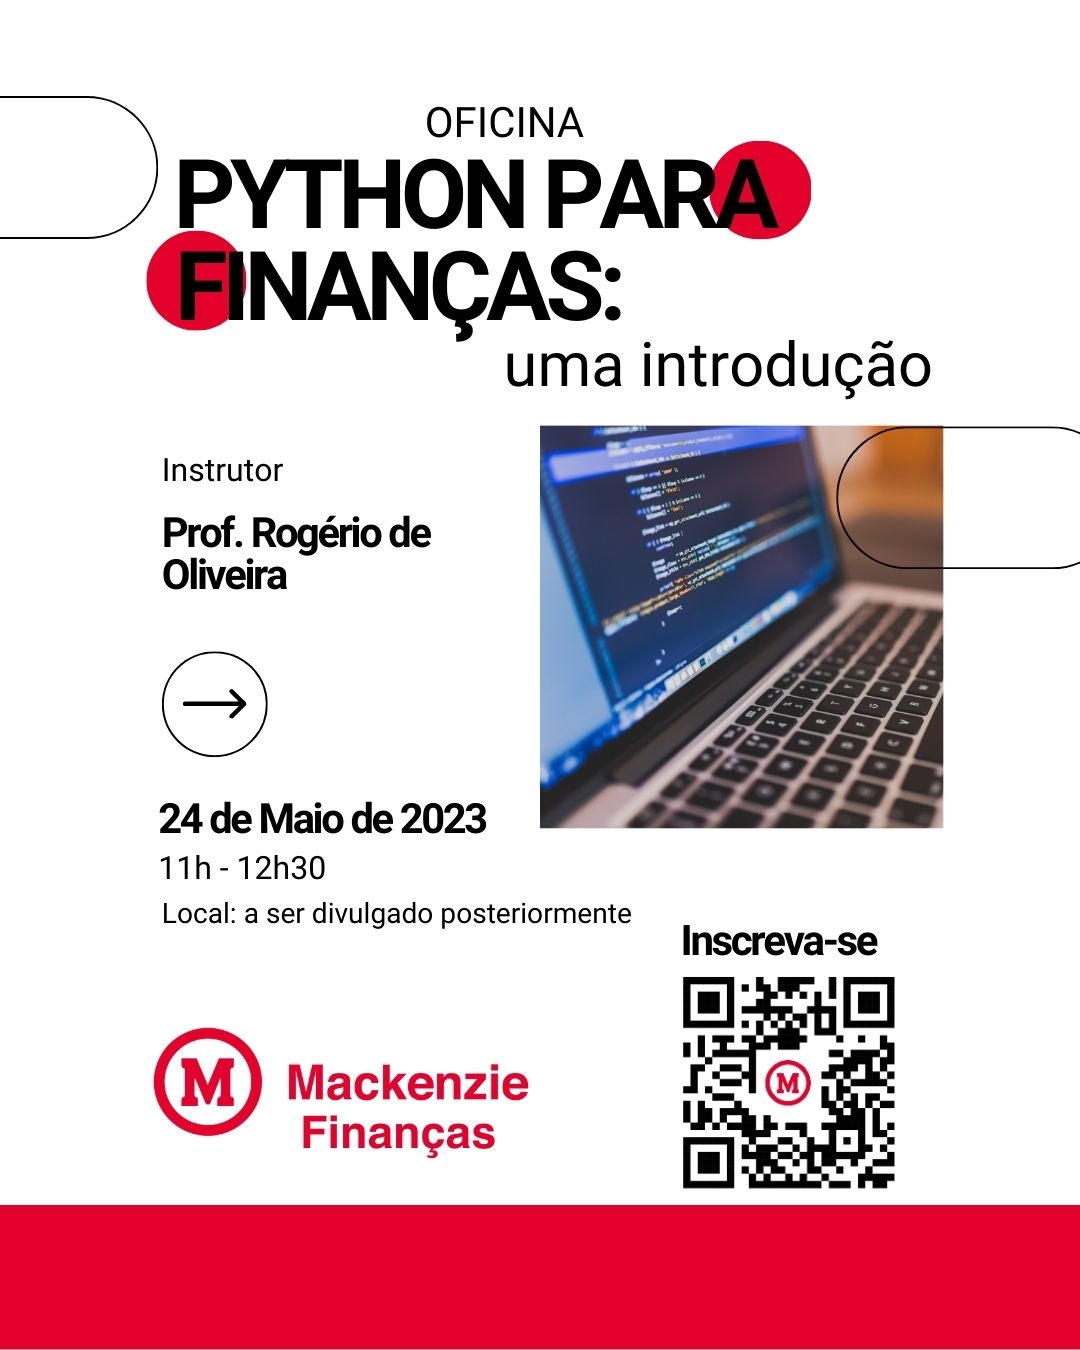 OFICINA
PYTHON PARA
FINANÇAS:
uma introdução
Instrutor
Prof. Rogério de
Oliveira
24 de Maio de 2023
11h - 12h30
Local: a ser divulgado posteriormente
Inscreva-se
M
M
Mackenzie
Finanças